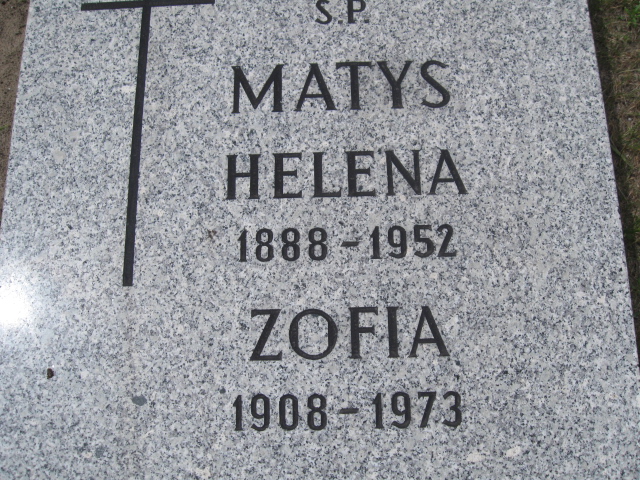 S.P.
MATYS
HELENA
1888 - 1952
ZOFIA
1908 - 1973